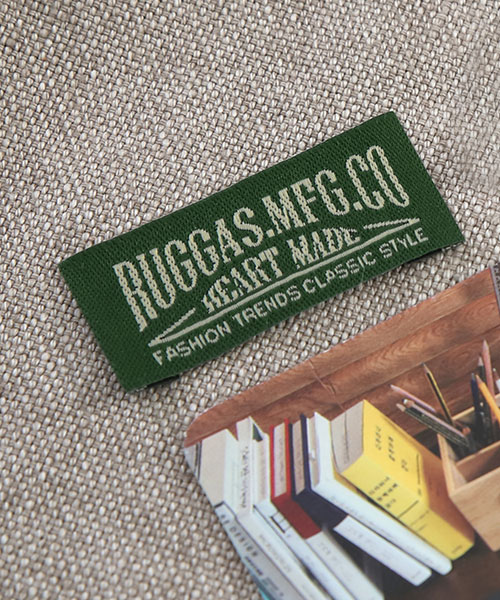 RUGGAS.MFG.CO
HEART MADE
FASHION TRENDS CLASSIC STYLE